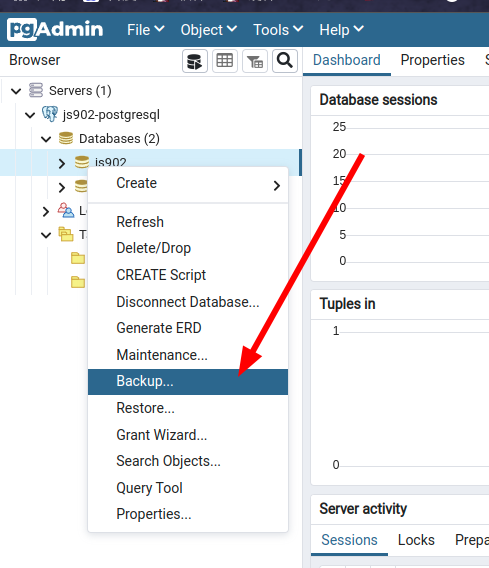 pgAdmin File Object Tools Help
Browser
Dashboard Properties
Servers (1)
js902-postgresql
Databases (2)
js902
Create
Refresh
Delete/Drop
CREATE Script
Disconnect Database...
Generate ERD
Maintenance...
Backup...
Restore...
Grant Wizard...
Search Objects...
Query Tool
Properties...
Database sessions
25
20
15
10
5
0
Tuples in
1
0
Server activity
Sessions Locks Prepa